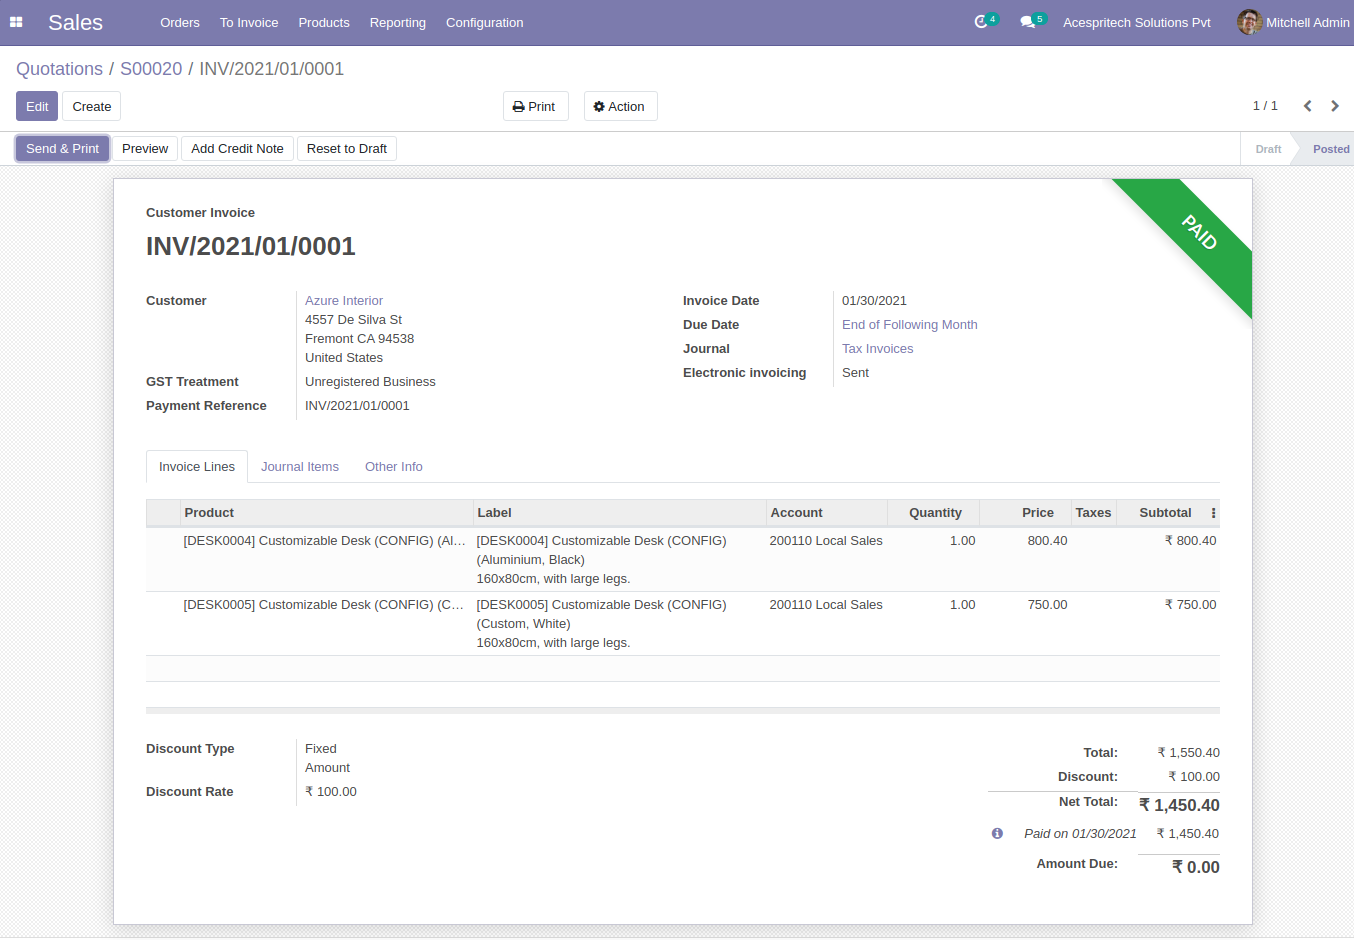 Sales Orders To Invoice Products Reporting Configuration 4 5 Acespritech Solutions Pvt Mitchell Admin
Quotations / S00020 / INV/2021/01/0001
Edit Create Print Action 1 / 1
Send & Print Preview Add Credit Note Reset to Draft Draft Posted
PAID
Customer Invoice
INV/2021/01/0001
Customer Azure Interior
4557 De Silva St
Fremont CA 94538
United States
GST Treatment Unregistered Business
Payment Reference INV/2021/01/0001
Invoice Date 01/30/2021
Due Date End of Following Month
Journal Tax Invoices
Electronic invoicing Sent
Invoice Lines Journal Items Other Info
Product Label Account Quantity Price Taxes Subtotal
[DESK0004] Customizable Desk (CONFIG) (Al... [DESK0004] Customizable Desk (CONFIG) 200110 Local Sales 1.00 800.40 ₹ 800.40
(Aluminium, Black)
160x80cm, with large legs.
[DESK0005] Customizable Desk (CONFIG) (C... [DESK0005] Customizable Desk (CONFIG) 200110 Local Sales 1.00 750.00 ₹ 750.00
(Custom, White)
160x80cm, with large legs.
Discount Type Fixed
Amount
Discount Rate ₹ 100.00
Total: ₹ 1,550.40
Discount: ₹ 100.00
Net Total: ₹ 1,450.40
Paid on 01/30/2021 ₹ 1,450.40
Amount Due: ₹ 0.00